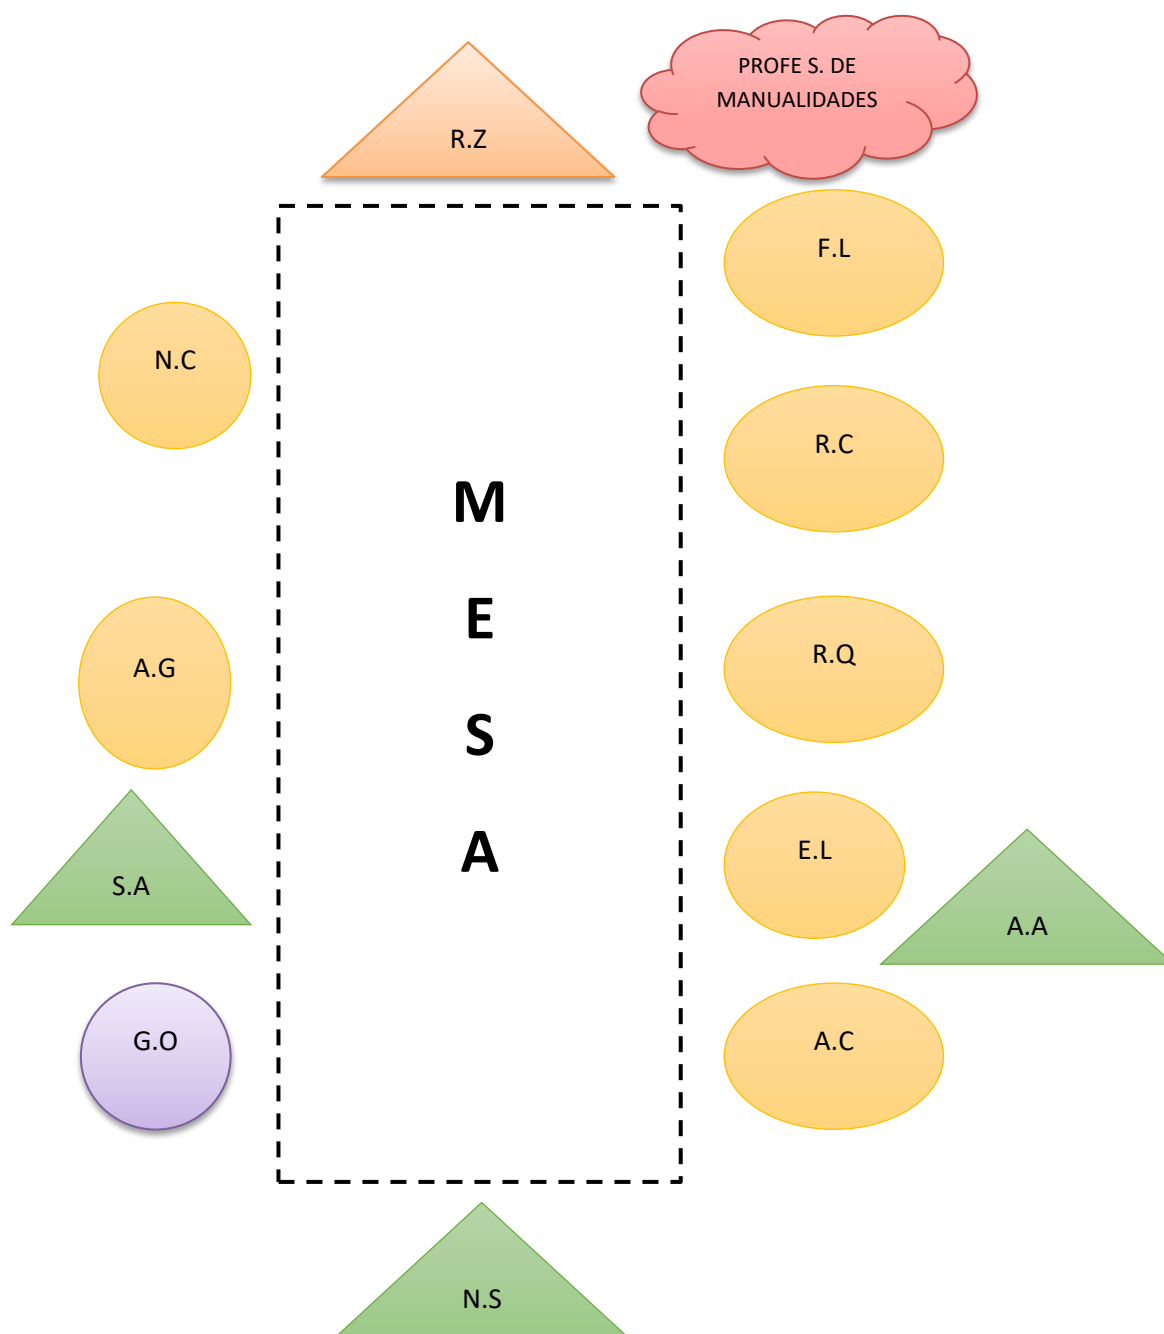 PROFE S. DE
MANUALIDADES
R.Z
F.L
N.C
R.C
M
E
S
A
A.G
R.Q
S.A
E.L
A.A
G.O
A.C
N.S